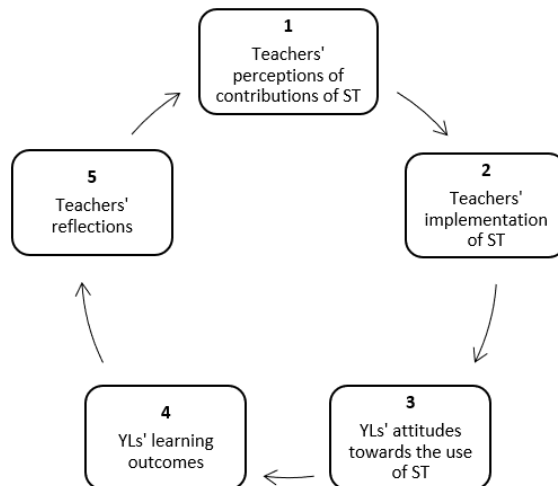 1
Teachers'
perceptions of
contributions of ST
2
Teachers'
implementation
of ST
3
YLs' attitudes
towards the use
of ST
4
YLs' learning
outcomes
5
Teachers'
reflections